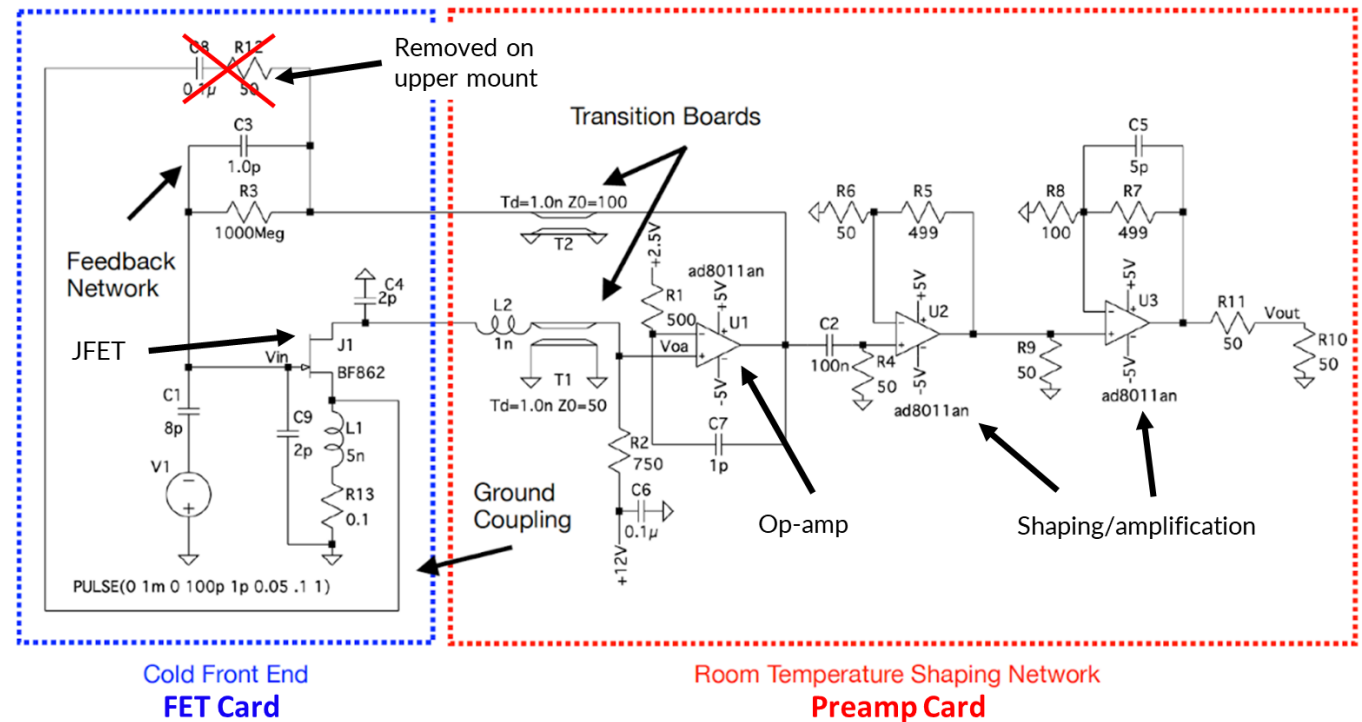 C8 R12
0.1µ 50
Removed on
upper mount
C3
1.0p
R3
1000Meg
Feedback
Network
C4
2p
JFET
J1
Vin
BF862
C1
8p
C9
2p
L1
5n
V1
R13
0.1
PULSE(0 1m 0 100p 1p 0.05 .1 1)
Ground
Coupling
Transition Boards
Td=1.0n Z0=100
T2
L2
1n
T1
Td=1.0n Z0=50
+2.5V
R1
500
ad8011an
+5V
U1
Voa
-5V
C7
1p
R2
750
C6
0.1µ
+12V
Op-amp
C2
100n
R4
50
R6
50
R5
499
+5V
U2
-5V
ad8011an
R9
50
C5
5p
R8
100
R7
499
+5V
U3
-5V
ad8011an
R11
50
Vout
R10
50
Shaping/amplification
Cold Front End
FET Card
Room Temperature Shaping Network
Preamp Card